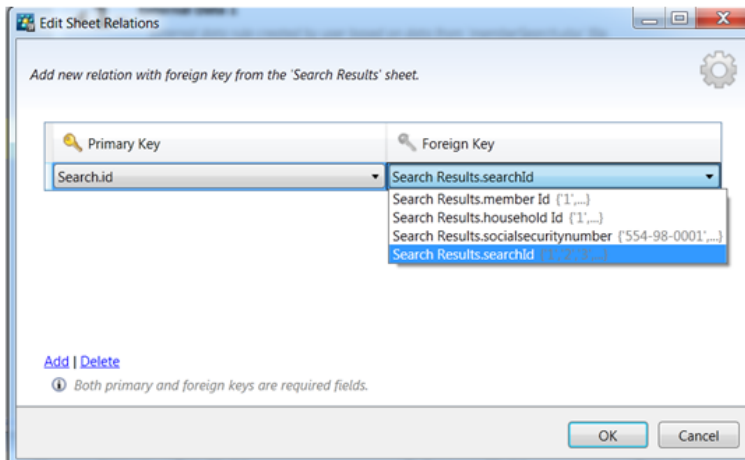 Edit Sheet Relations
Add new relation with foreign key from the 'Search Results' sheet.
Primary Key
Foreign Key
Search.id
Search Results.searchId
Search Results.member Id {'1',...}
Search Results.household Id {'1',...}
Search Results.socialsecuritynumber {'554-98-0001',...}
Search Results.searchId
Add | Delete
Both primary and foreign keys are required fields.
OK
Cancel